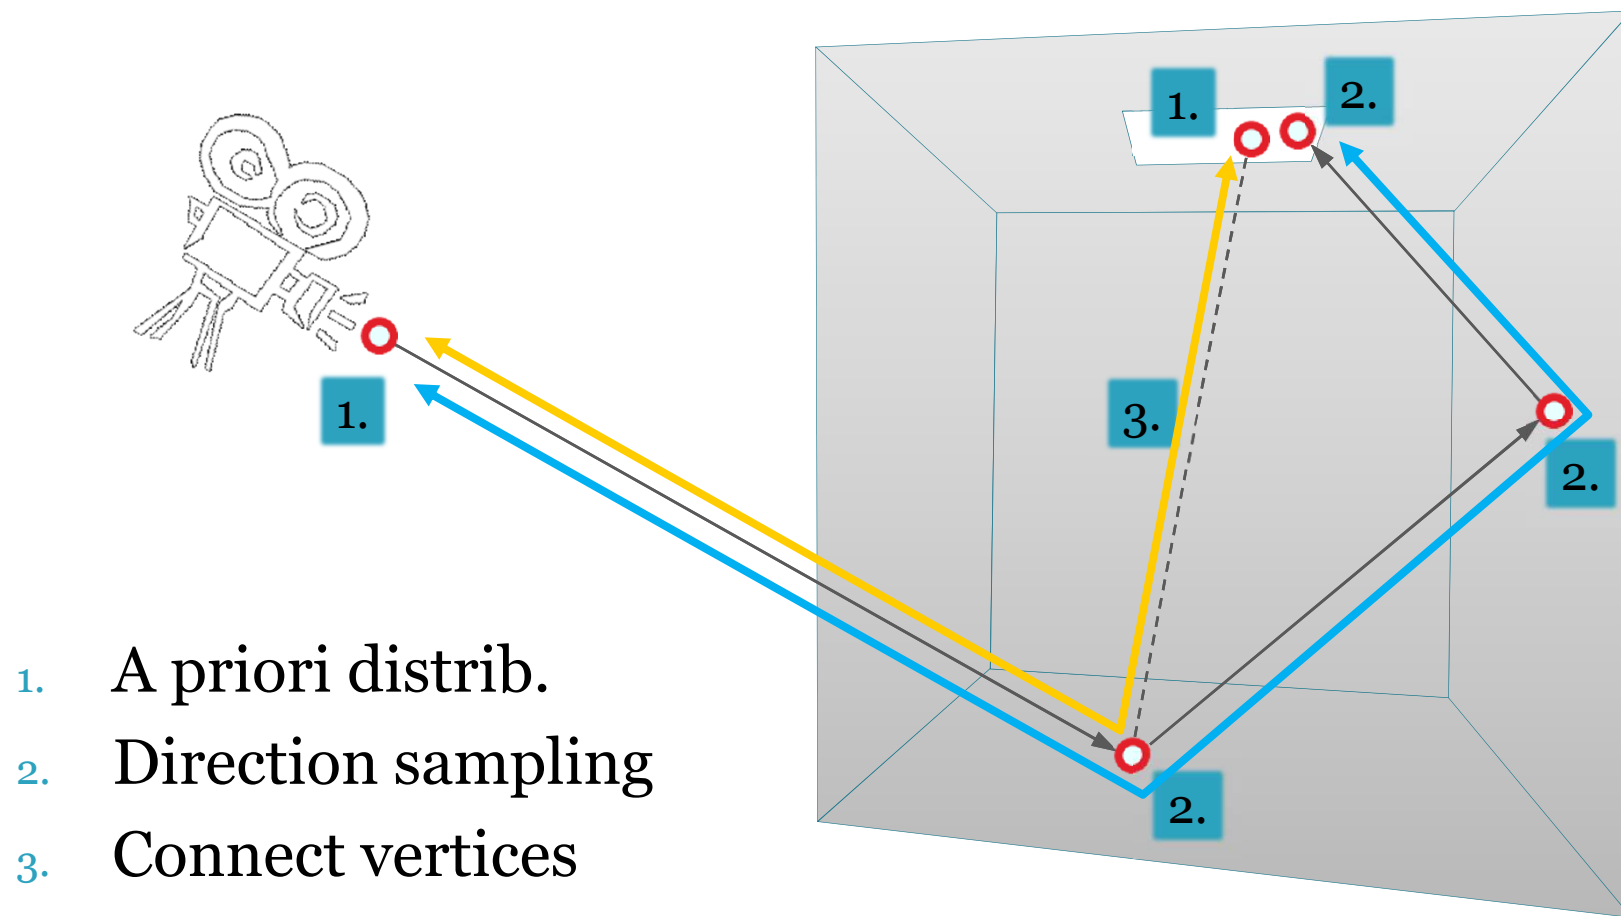 1.
2.
1.
3.
2.
2.
1. A priori distrib.
2. Direction sampling
3. Connect vertices